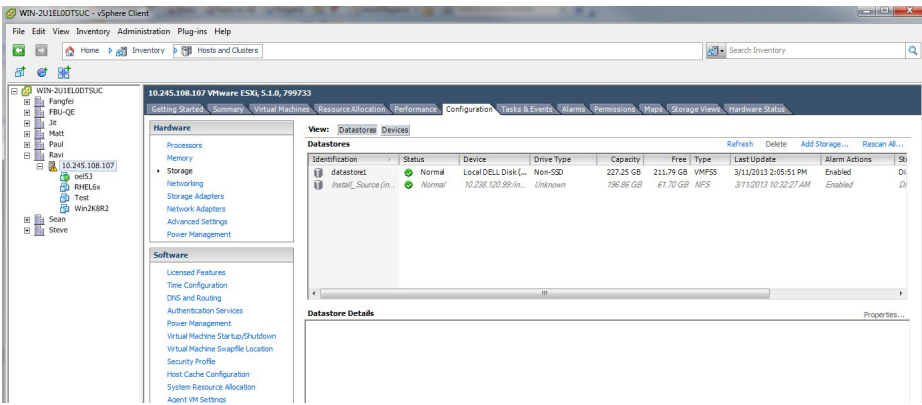 WIN-2U1ELODTSUC - vSphere Client
File Edit View Inventory Administration Plug-ins Help
Home Inventory Hosts and Clusters
Search Inventory
WIN-2U1ELODTSUC
Fangfei
FBU-QE
Jit
Matt
Paul
Ravi
10.245.108.107
oel53
RHEL6x
Test
Win2K8R2
Sean
Steve
10.245.108.107 VMware ESXi, 5.1.0, 799733
Getting Started Summary Virtual Machines Resource Allocation Performance Configuration Tasks & Events Alarms Permissions Maps Storage Views Hardware Status
Hardware
Processors
Memory
Storage
Networking
Storage Adapters
Network Adapters
Advanced Settings
Power Management
Software
Licensed Features
Time Configuration
DNS and Routing
Authentication Services
Power Management
Virtual Machine Startup/Shutdown
Virtual Machine Swapfile Location
Security Profile
Host Cache Configuration
System Resource Allocation
Agent VM Settings
View: Datastores Devices
Datastores
Refresh Delete Add Storage... Rescan All...
Identification Status Device Drive Type Capacity Free Type Last Update Alarm Actions St
datastore1 Normal Local DELL Disk (... Non-SSD 227.25 GB 211.79 GB VMFS5 3/11/2013 2:05:51 PM Enabled Di
Install_Source (in... Normal 10.238.120.99:/in... Unknown 196.86 GB 61.70 GB NFS 3/11/2013 10:32:27 AM Enabled Di
Datastore Details
Properties...